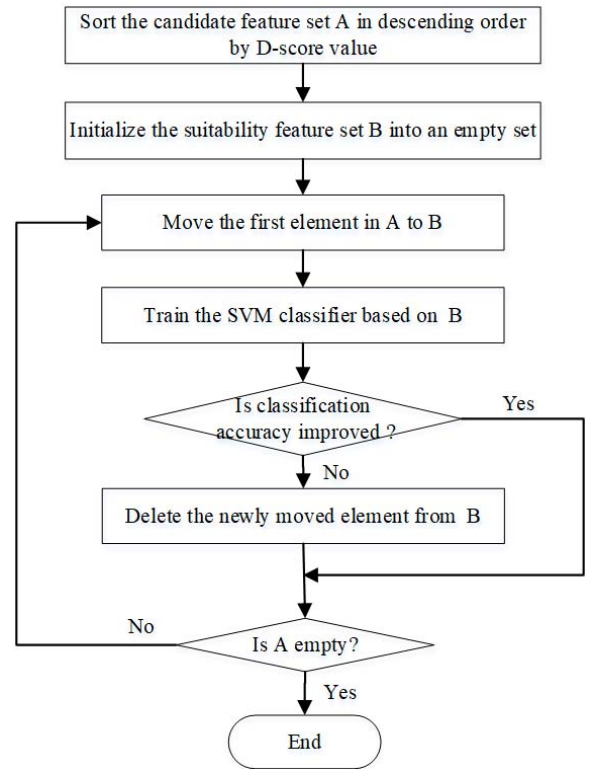 Sort the candidate feature set A in descending order
by D-score value
Initialize the suitability feature set B into an empty set
Move the first element in A to B
Train the SVM classifier based on B
Is classification
accuracy improved ?
Yes
No
Delete the newly moved element from B
No
Is A empty?
Yes
End